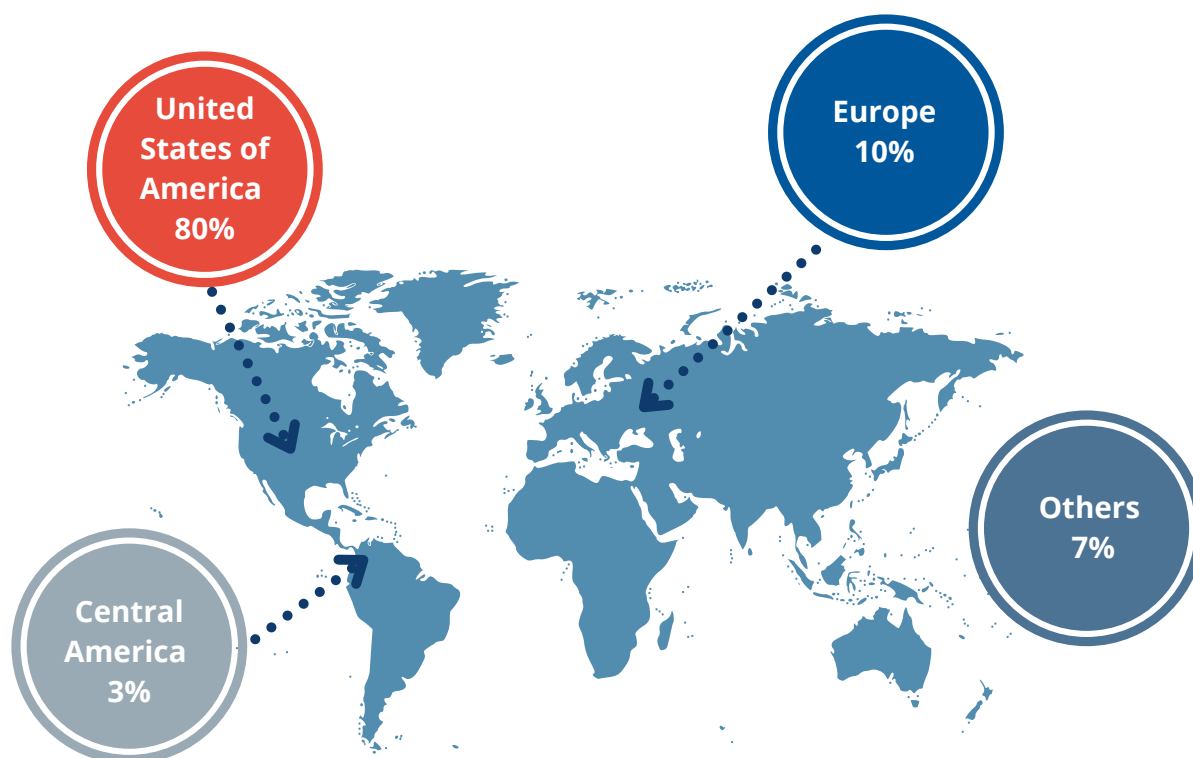 United
States of
America
80%
Europe
10%
Others
7%
Central
America
3%